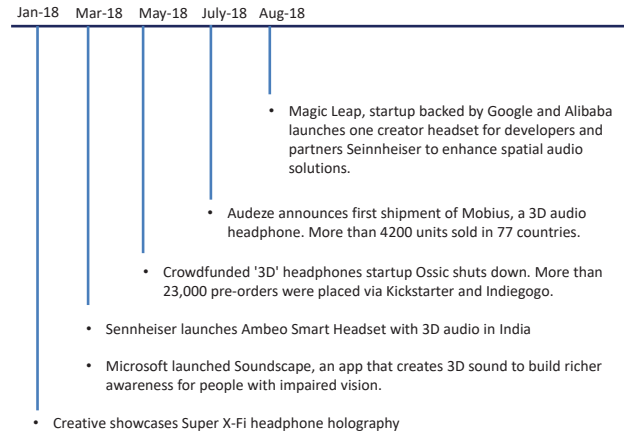 Jan-18 Mar-18 May-18 July-18 Aug-18
• Magic Leap, startup backed by Google and Alibaba
launches one creator headset for developers and
partners Seinnheiser to enhance spatial audio
solutions.
• Audeze announces first shipment of Mobius, a 3D audio
headphone. More than 4200 units sold in 77 countries.
• Crowdfunded '3D' headphones startup Ossic shuts down. More than
23,000 pre-orders were placed via Kickstarter and Indiegogo.
• Sennheiser launches Ambeo Smart Headset with 3D audio in India
• Microsoft launched Soundscape, an app that creates 3D sound to build richer
awareness for people with impaired vision.
• Creative showcases Super X-Fi headphone holography